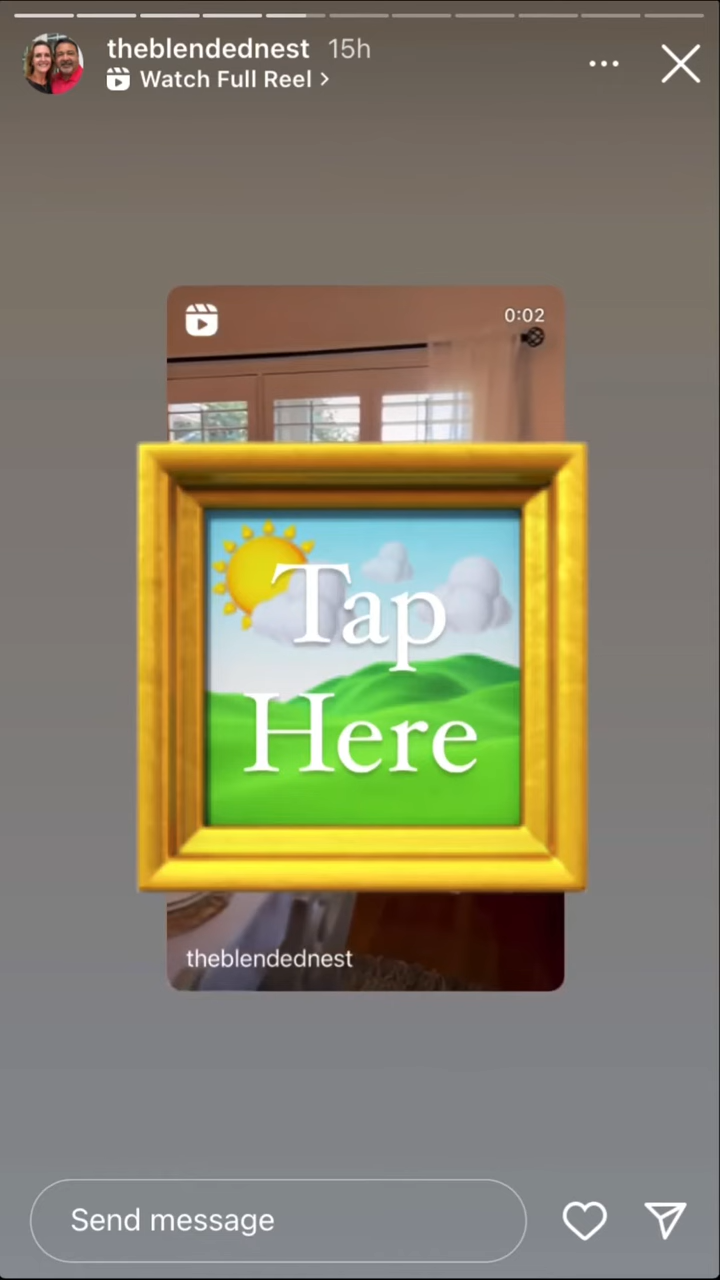 theblendednest 15h
Watch Full Reel >
0:02
Tap
Here
theblendednest
Send message